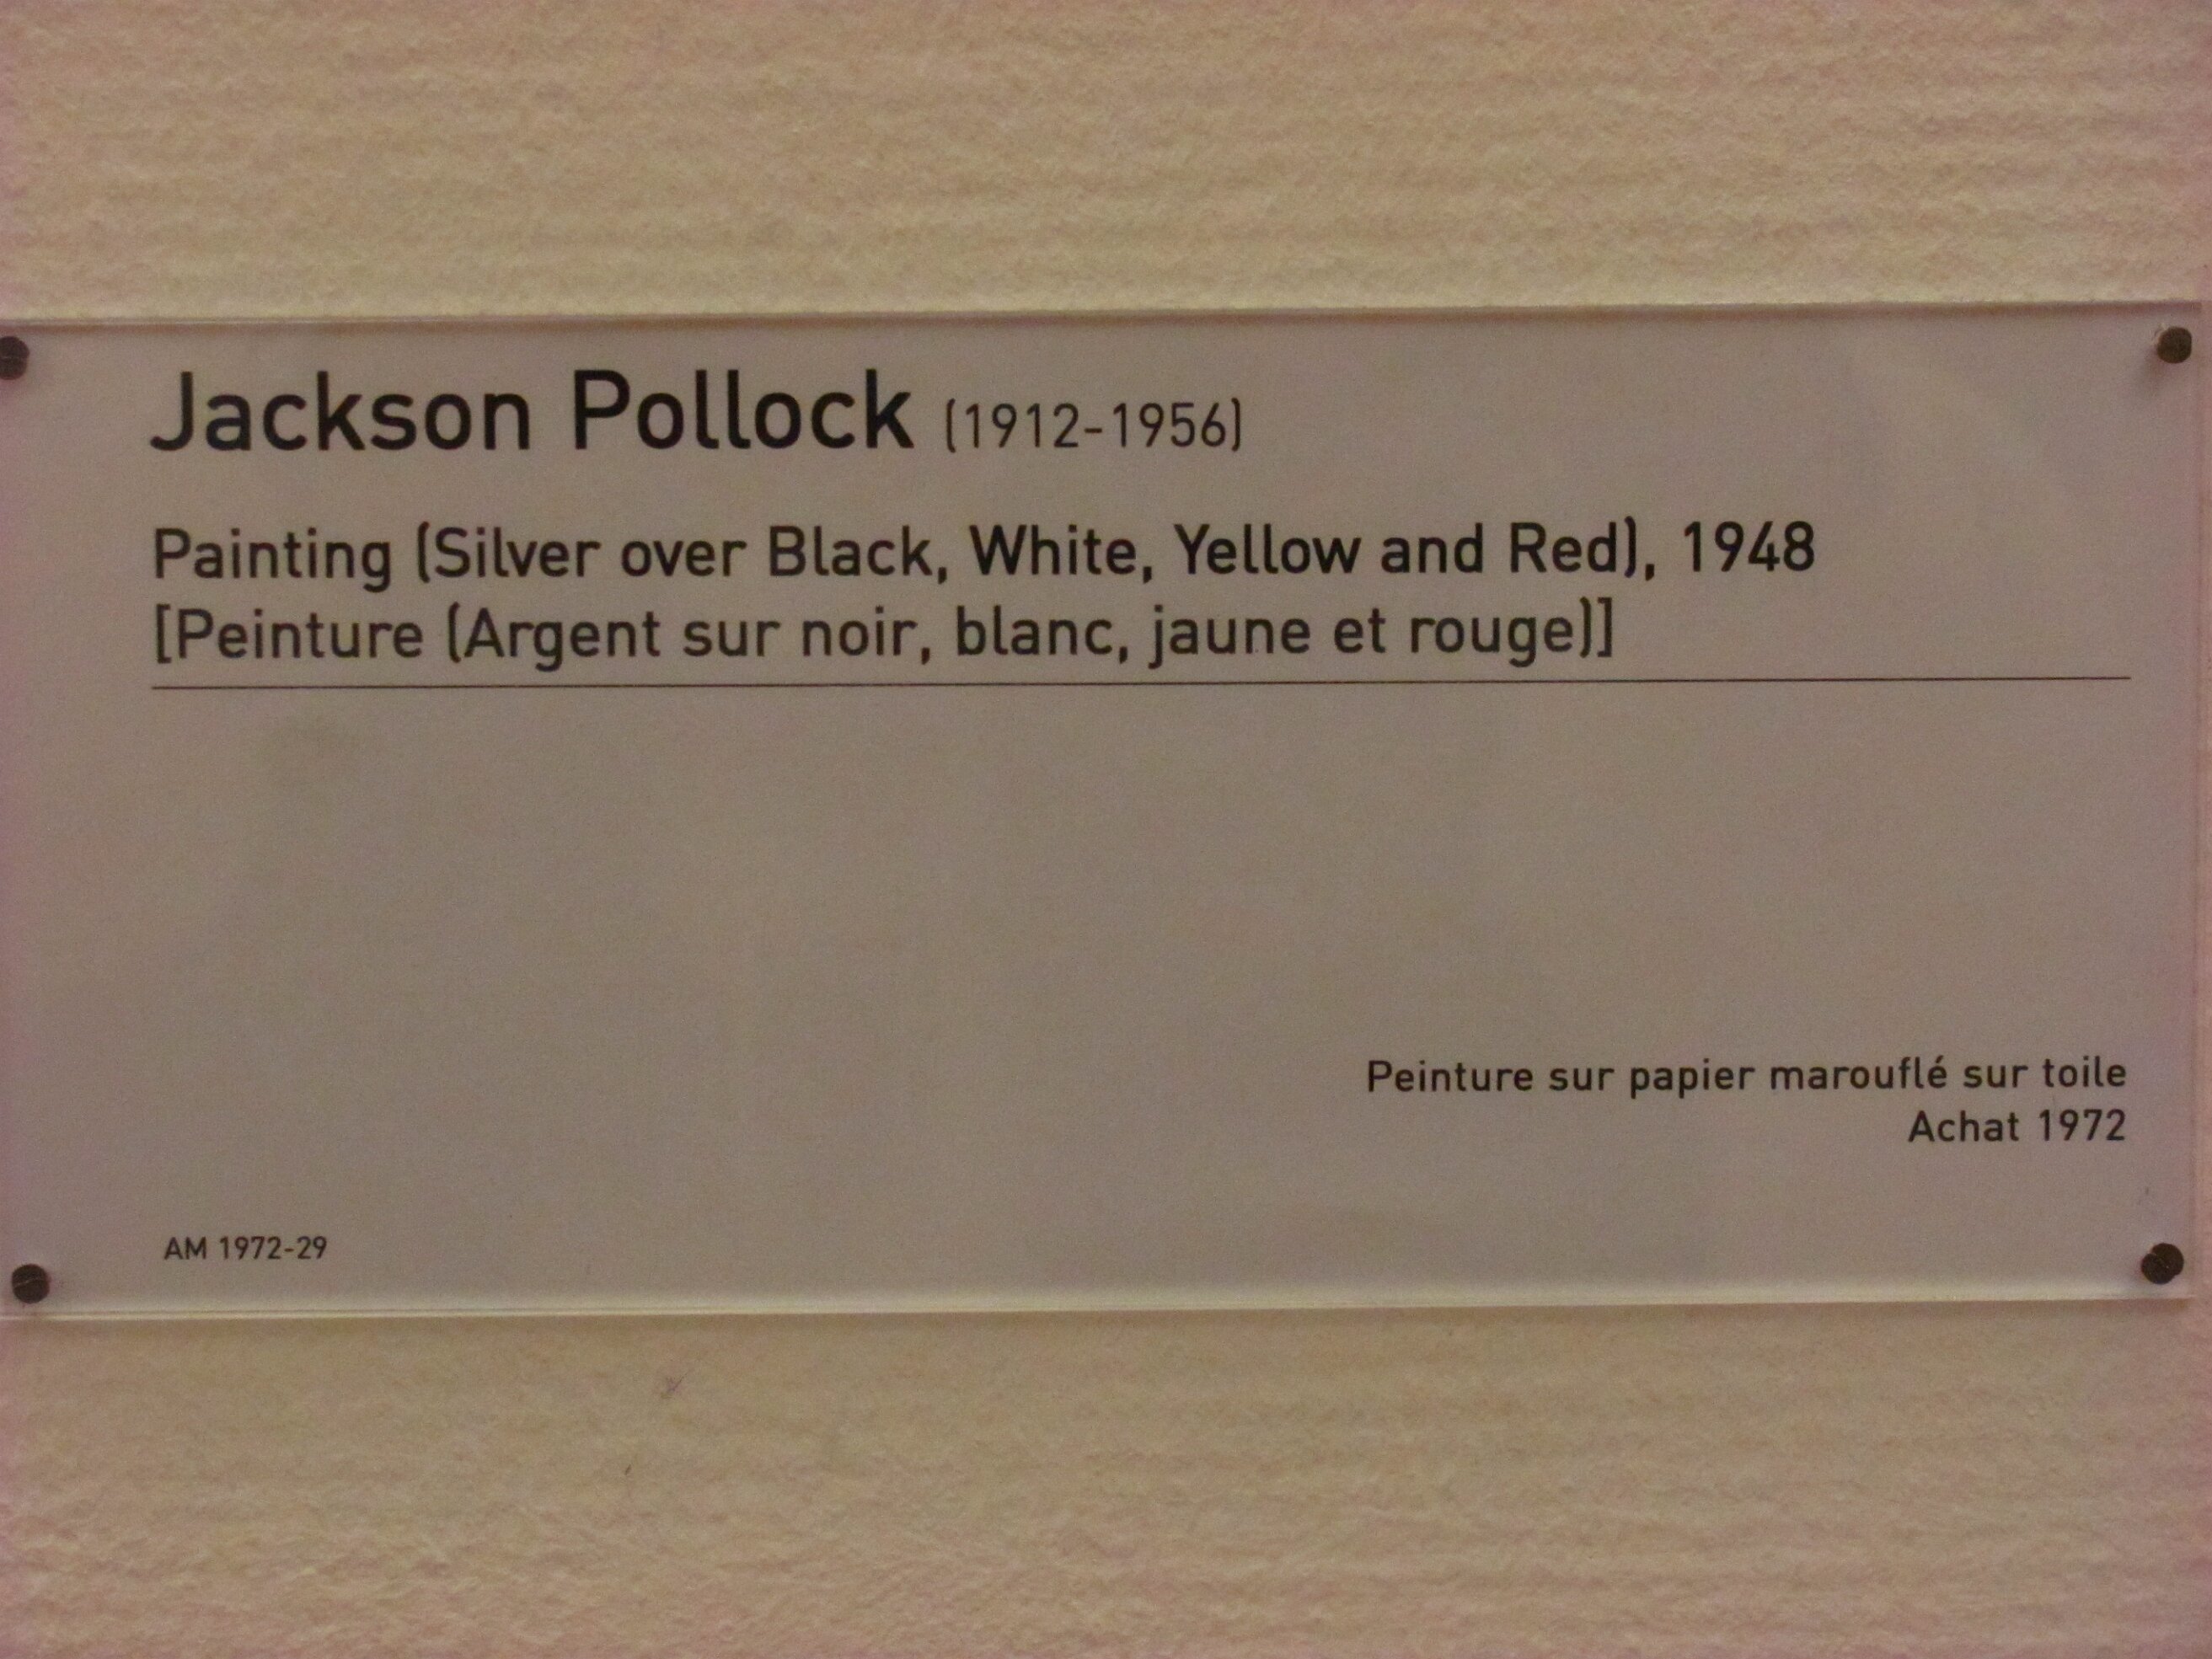 Jackson Pollock (1912-1956)
Painting (Silver over Black, White, Yellow and Red), 1948
[Peinture (Argent sur noir, blanc, jaune et rouge)]
Peinture sur papier marouflé sur toile
Achat 1972
AM 1972-29